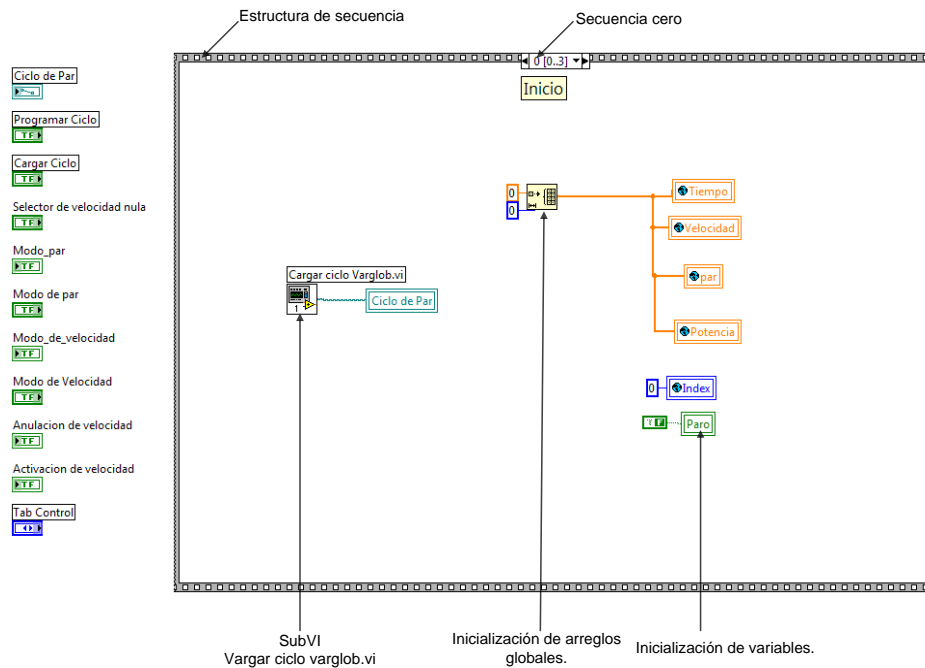 Estructura de secuencia
Secuencia cero
0 [0..3]
Inicio
Ciclo de Par
Programar Ciclo
TF
Cargar Ciclo
TF
Selector de velocidad nula
TF
Modo_par
TF
Modo de par
TF
Modo_de_velocidad
TF
Modo de Velocidad
TF
Anulacion de velocidad
TF
Activacion de velocidad
TF
Tab Control
0
0
Tiempo
Velocidad
par
Potencia
Cargar ciclo Varglob.vi
1
Ciclo de Par
0
Index
T F
Paro
SubVI
Vargar ciclo varglob.vi
Inicialización de arreglos
globales.
Inicialización de variables.